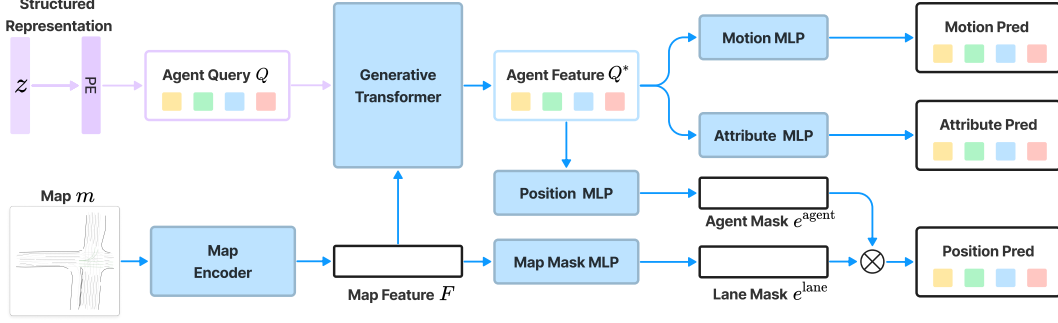 Structured
Representation
z
PE
Agent Query Q
Generative
Transformer
Agent Feature Q*
Motion MLP
Motion Pred
Attribute MLP
Attribute Pred
Position MLP
Agent Mask e^agent
Map m
Map
Encoder
Map Feature F
Map Mask MLP
Lane Mask e^lane
Position Pred